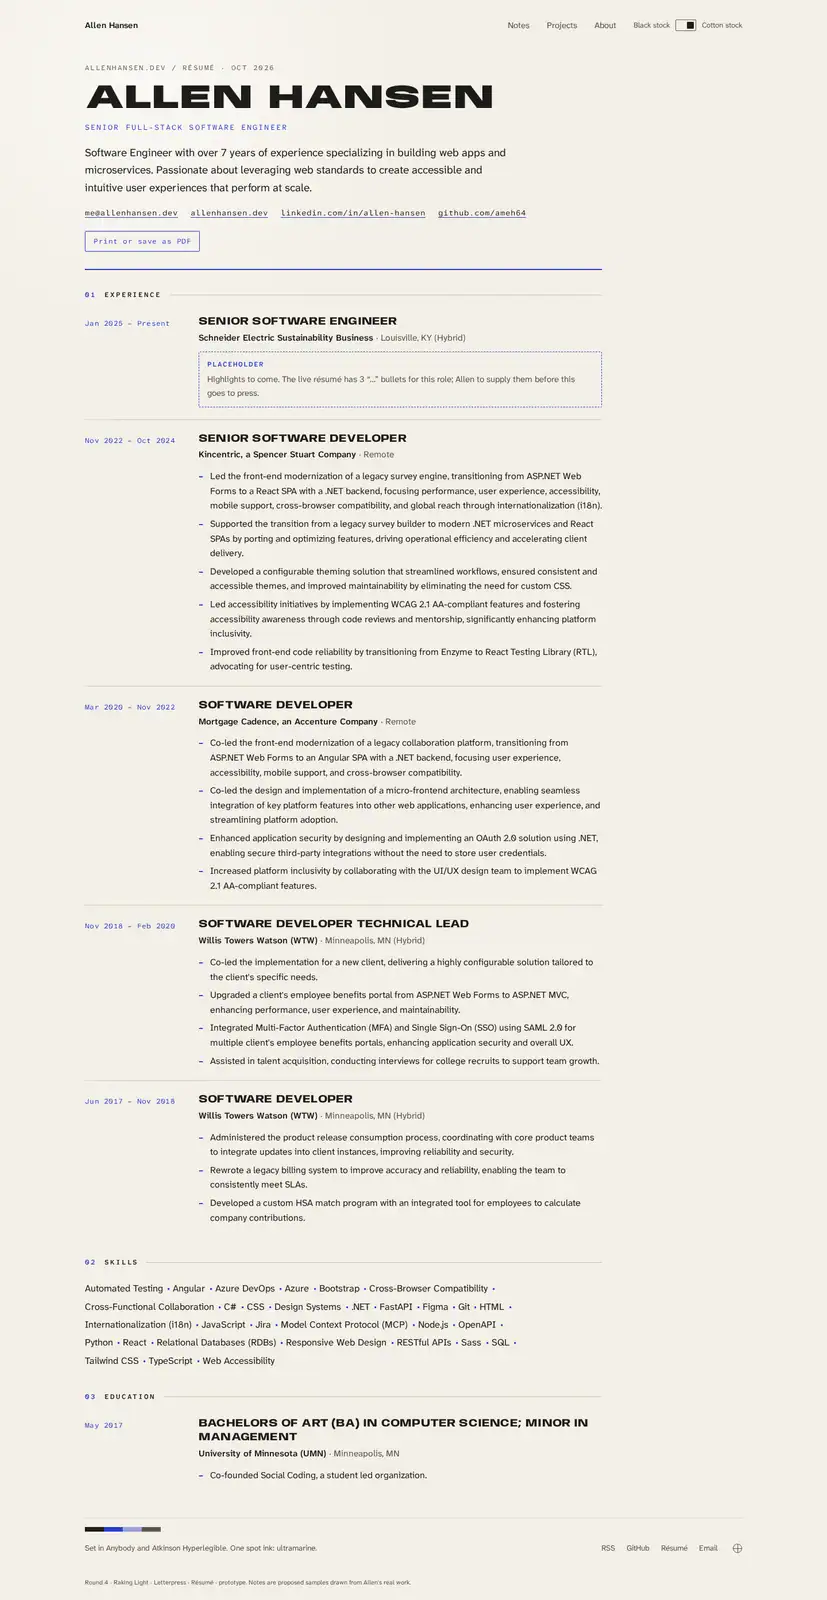 Allen Hansen
Notes Projects About Black stock Cotton stock
ALLENHANSEN.DEV / RÉSUMÉ · OCT 2026
ALLEN HANSEN
SENIOR FULL-STACK SOFTWARE ENGINEER
Software Engineer with over 7 years of experience specializing in building web apps and
microservices. Passionate about leveraging web standards to create accessible and
intuitive user experiences that perform at scale.
me@allenhansen.dev allenhansen.dev linkedin.com/in/allen-hansen github.com/ameh64
Print or save as PDF
01 EXPERIENCE
Jan 2025 – Present
SENIOR SOFTWARE ENGINEER
Schneider Electric Sustainability Business · Louisville, KY (Hybrid)
PLACEHOLDER
Highlights to come. The live résumé has 3 "…" bullets for this role; Allen to supply them before this
goes to press.
Nov 2022 – Oct 2024
SENIOR SOFTWARE DEVELOPER
Kincentric, a Spencer Stuart Company · Remote
– Led the front-end modernization of a legacy survey engine, transitioning from ASP.NET Web
Forms to a React SPA with a .NET backend, focusing performance, user experience, accessibility,
mobile support, cross-browser compatibility, and global reach through internationalization (i18n).
– Supported the transition from a legacy survey builder to modern .NET microservices and React
SPAs by porting and optimizing features, driving operational efficiency and accelerating client
delivery.
– Developed a configurable theming solution that streamlined workflows, ensured consistent and
accessible themes, and improved maintainability by eliminating the need for custom CSS.
– Led accessibility initiatives by implementing WCAG 2.1 AA-compliant features and fostering
accessibility awareness through code reviews and mentorship, significantly enhancing platform
inclusivity.
– Improved front-end code reliability by transitioning from Enzyme to React Testing Library (RTL),
advocating for user-centric testing.
Mar 2020 – Nov 2022
SOFTWARE DEVELOPER
Mortgage Cadence, an Accenture Company · Remote
– Co-led the front-end modernization of a legacy collaboration platform, transitioning from
ASP.NET Web Forms to an Angular SPA with a .NET backend, focusing user experience,
accessibility, mobile support, and cross-browser compatibility.
– Co-led the design and implementation of a micro-frontend architecture, enabling seamless
integration of key platform features into other web applications, enhancing user experience, and
streamlining platform adoption.
– Enhanced application security by designing and implementing an OAuth 2.0 solution using .NET,
enabling secure third-party integrations without the need to store user credentials.
– Increased platform inclusivity by collaborating with the UI/UX design team to implement WCAG
2.1 AA-compliant features.
Nov 2018 – Feb 2020
SOFTWARE DEVELOPER TECHNICAL LEAD
Willis Towers Watson (WTW) · Minneapolis, MN (Hybrid)
– Co-led the implementation for a new client, delivering a highly configurable solution tailored to
the client's specific needs.
– Upgraded a client's employee benefits portal from ASP.NET Web Forms to ASP.NET MVC,
enhancing performance, user experience, and maintainability.
– Integrated Multi-Factor Authentication (MFA) and Single Sign-On (SSO) using SAML 2.0 for
multiple client's employee benefits portals, enhancing application security and overall UX.
– Assisted in talent acquisition, conducting interviews for college recruits to support team growth.
Jun 2017 – Nov 2018
SOFTWARE DEVELOPER
Willis Towers Watson (WTW) · Minneapolis, MN (Hybrid)
– Administered the product release consumption process, coordinating with core product teams
to integrate updates into client instances, improving reliability and security.
– Rewrote a legacy billing system to improve accuracy and reliability, enabling the team to
consistently meet SLAs.
– Developed a custom HSA match program with an integrated tool for employees to calculate
company contributions.
02 SKILLS
Automated Testing • Angular • Azure DevOps • Azure • Bootstrap • Cross-Browser Compatibility •
Cross-Functional Collaboration • C# • CSS • Design Systems • .NET • FastAPI • Figma • Git • HTML •
Internationalization (i18n) • JavaScript • Jira • Model Context Protocol (MCP) • Node.js • OpenAPI •
Python • React • Relational Databases (RDBs) • Responsive Web Design • RESTful APIs • Sass • SQL •
Tailwind CSS • TypeScript • Web Accessibility
03 EDUCATION
May 2017
BACHELORS OF ART (BA) IN COMPUTER SCIENCE; MINOR IN
MANAGEMENT
University of Minnesota (UMN) · Minneapolis, MN
– Co-founded Social Coding, a student led organization.
Set in Anybody and Atkinson Hyperlegible. One spot ink: ultramarine.
RSS GitHub Résumé Email
Round 4 · Raking Light · Letterpress · Résumé · prototype. Notes are proposed samples drawn from Allen's real work.